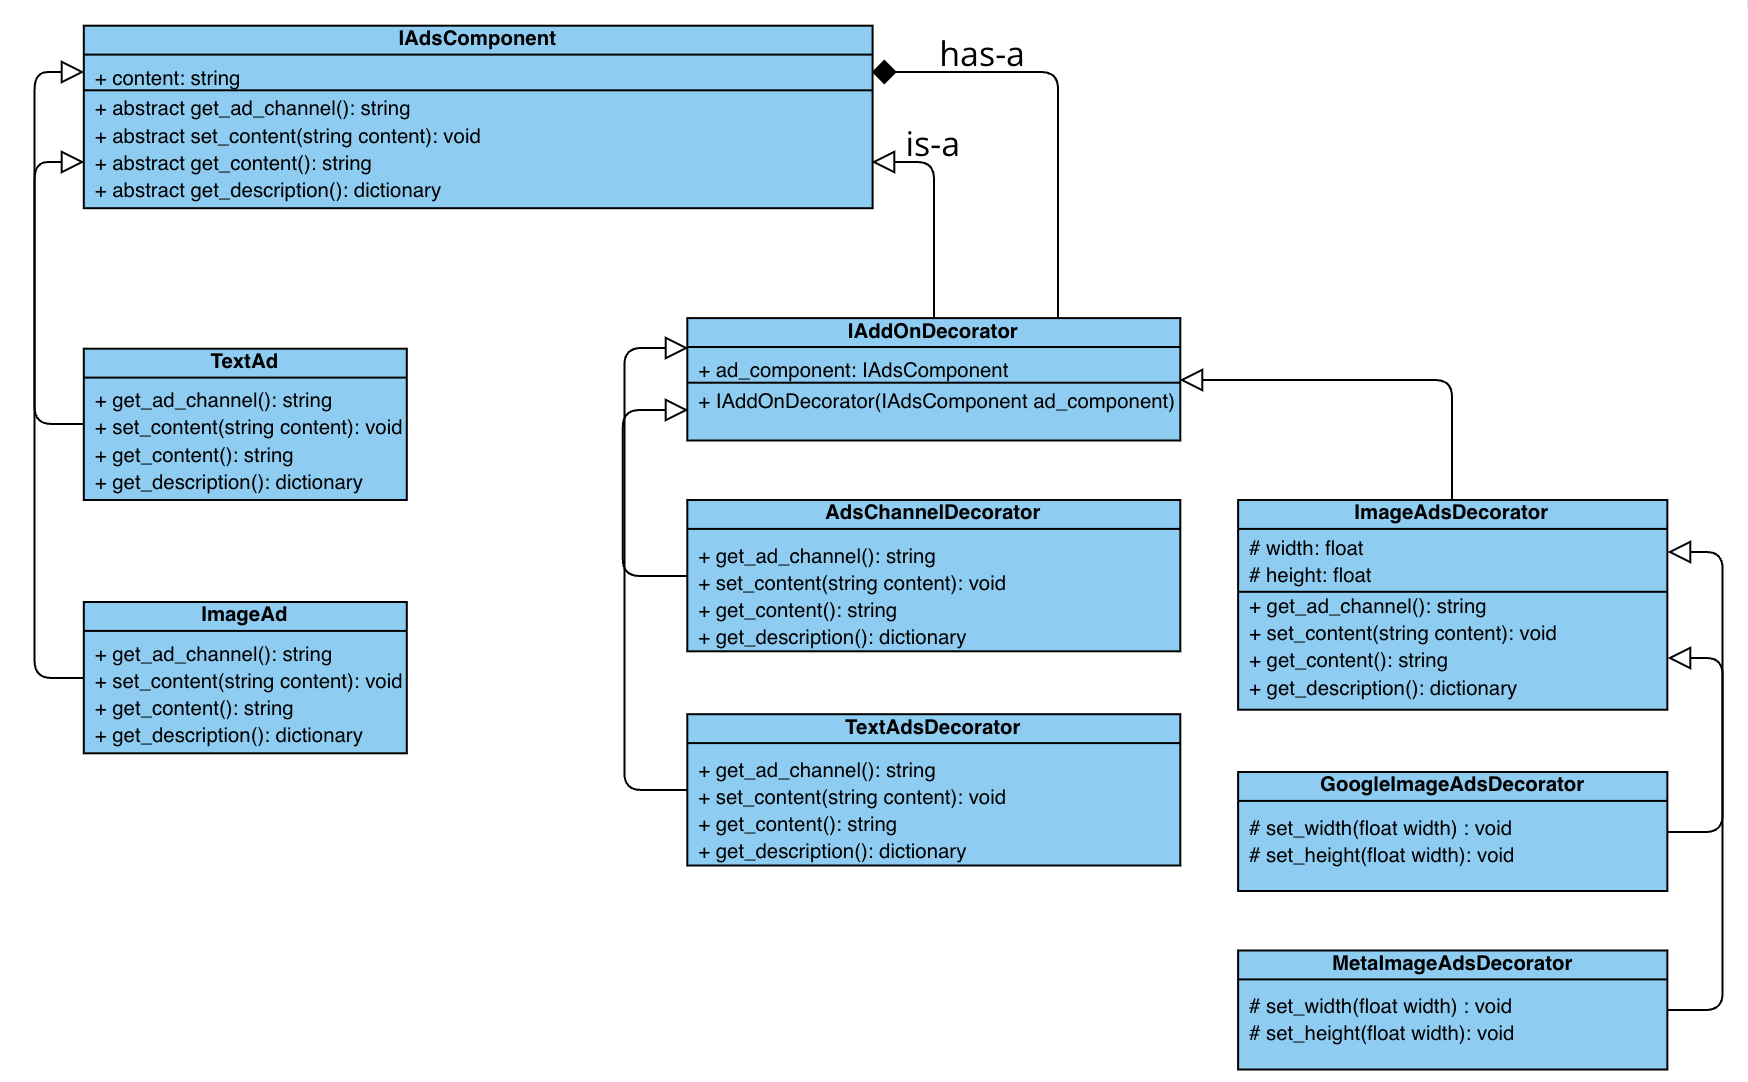 IAdsComponent
+ content: string
+ abstract get_ad_channel(): string
+ abstract set_content(string content): void
+ abstract get_content(): string
+ abstract get_description(): dictionary
has-a
is-a
IAddOnDecorator
+ ad_component: IAdsComponent
+ IAddOnDecorator(IAdsComponent ad_component)
TextAd
+ get_ad_channel(): string
+ set_content(string content): void
+ get_content(): string
+ get_description(): dictionary
ImageAd
+ get_ad_channel(): string
+ set_content(string content): void
+ get_content(): string
+ get_description(): dictionary
AdsChannelDecorator
+ get_ad_channel(): string
+ set_content(string content): void
+ get_content(): string
+ get_description(): dictionary
TextAdsDecorator
+ get_ad_channel(): string
+ set_content(string content): void
+ get_content(): string
+ get_description(): dictionary
ImageAdsDecorator
# width: float
# height: float
+ get_ad_channel(): string
+ set_content(string content): void
+ get_content(): string
+ get_description(): dictionary
GoogleImageAdsDecorator
# set_width(float width) : void
# set_height(float width): void
MetaImageAdsDecorator
# set_width(float width) : void
# set_height(float width): void